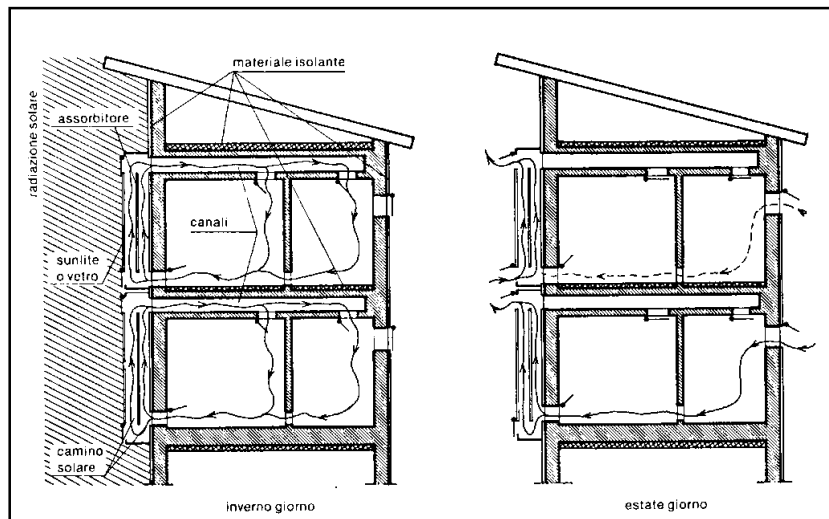 radiazione solare
materiale isolante
assorbitore
canali
sunlite
o vetro
camino
solare
inverno giorno
estate giorno